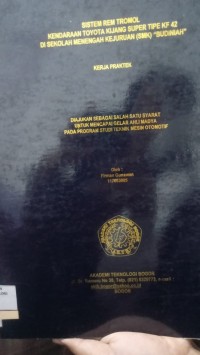 SISTEM REM TROMOL
KENDARAAN TOYOTA KIJANG SUPER TIPE KF 42
DI SEKOLAH MENENGAH KEJURUAN (SMK) "SUDIMAH"
KERJA PRAKTEK
DIAJUKAN SEBAGAI SALAH SATU SYARAT
UNTUK MENCAPAI GELAR AHLI MADYA
PADA PROGRAM STUDI TEKNIK MESIN OTOMOTIF
Oleh :
AKADEMI TEKNOLOGI BOGOR
BOGOR